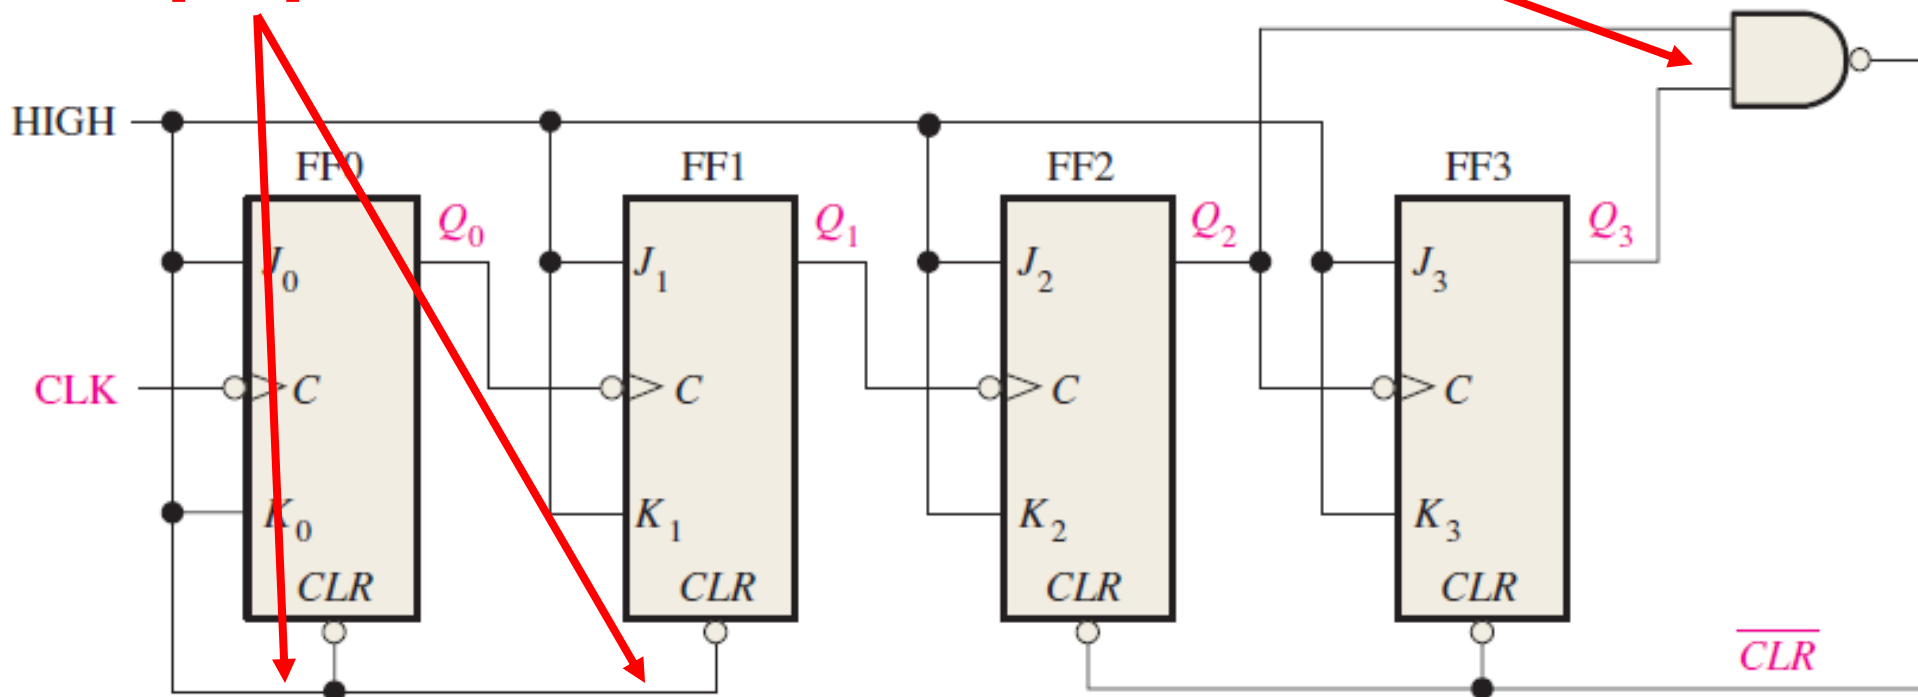 HIGH
FF0 FF1 FF2 FF3
Q0 Q1 Q2 Q3
J0 J1 J2 J3
CLK C C C C
K0 K1 K2 K3
CLR CLR CLR CLR
C̅L̅R̅